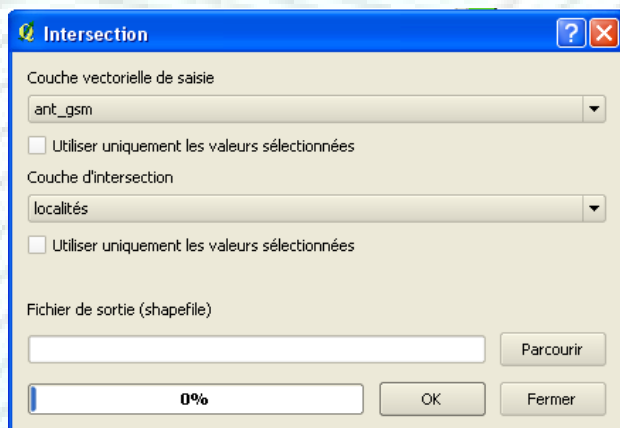 Intersection
Couche vectorielle de saisie
ant_gsm
Utiliser uniquement les valeurs sélectionnées
Couche d'intersection
localités
Utiliser uniquement les valeurs sélectionnées
Fichier de sortie (shapefile)
Parcourir
0% OK Fermer